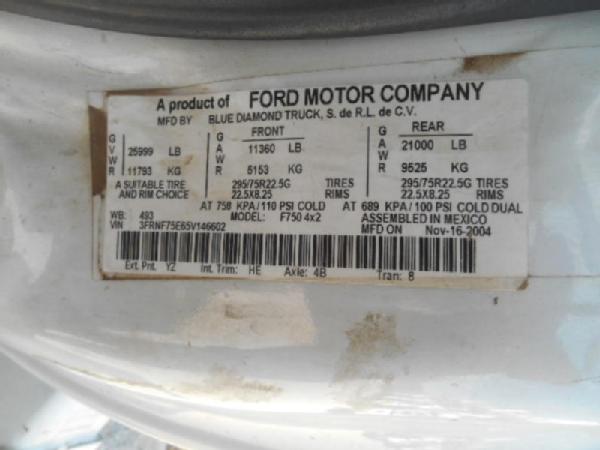 A product of FORD MOTOR COMPANY
MFD BY BLUE DIAMOND TRUCK, S. de R.L. de C.V.
GVWR 25999 LB 11793 KG
FRONT GAWR 11360 LB 5153 KG
REAR GAWR 21000 LB 9525 KG
A SUITABLE TIRE AND RIM CHOICE 295/75R22.5G TIRES 22.5X8.25 RIMS 295/75R22.5G TIRES 22.5X8.25 RIMS
AT 758 KPA/110 PSI COLD AT 689 KPA/100 PSI COLD DUAL
WB: 493 MODEL: F750 4x2 ASSEMBLED IN MEXICO
VIN 3FRNF75E65V146602 MFD ON Nov-16-2004
Ext. Pnt. Y2 Int. Trim: HE Axle: 4B Tran: 8